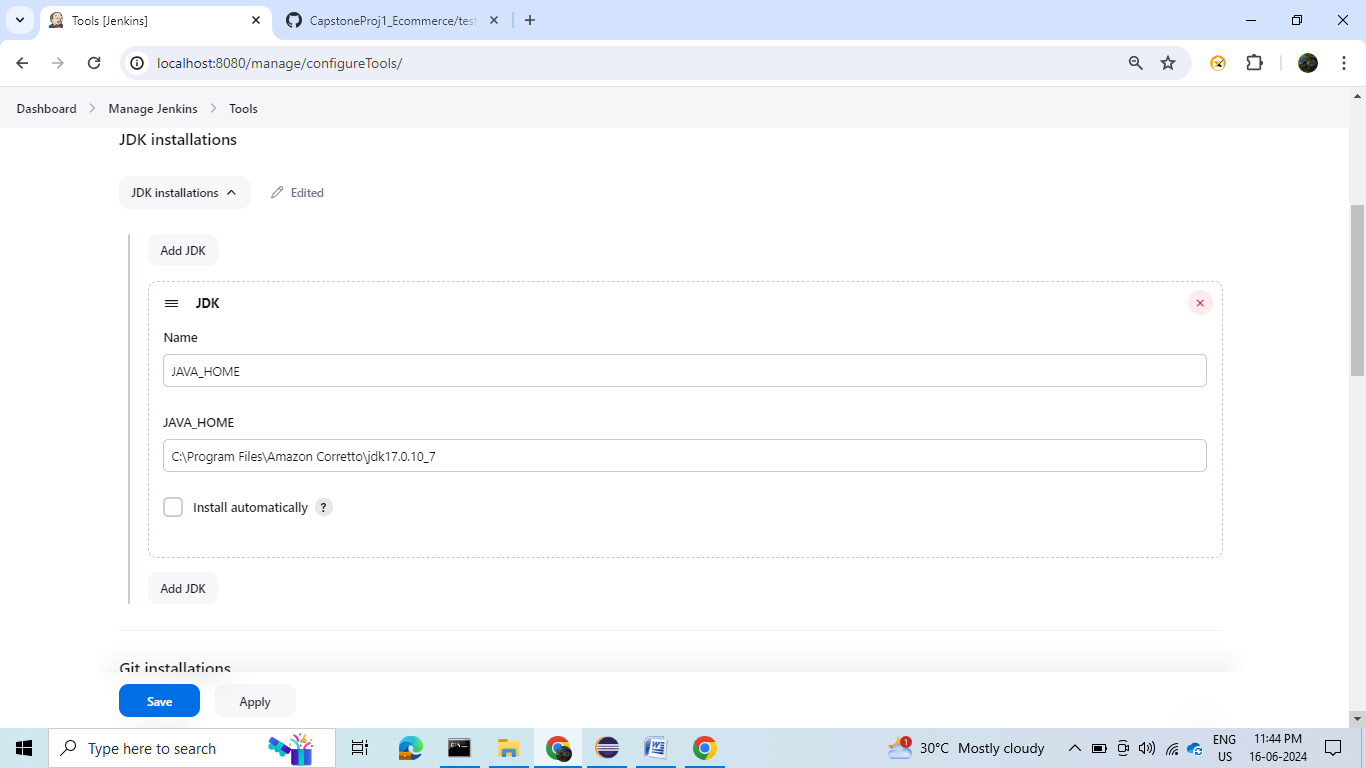 Tools [Jenkins]
CapstoneProj1_Ecommerce/test
localhost:8080/manage/configureTools/
Dashboard
Manage Jenkins
Tools
JDK installations
JDK installations
Edited
Add JDK
JDK
Name
JAVA_HOME
JAVA_HOME
C:\Program Files\Amazon Corretto\jdk17.0.10_7
Install automatically ?
Add JDK
Git installations
Save
Apply
Type here to search
1
30°C Mostly cloudy
ENG
US
11:44 PM
16-06-2024